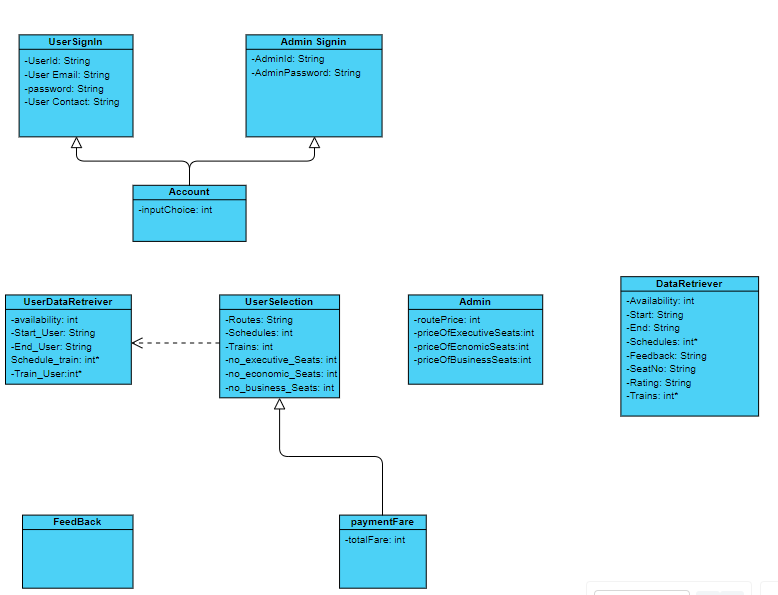 UserSignIn
-UserId: String
-User Email: String
-password: String
-User Contact: String
Admin Signin
-AdminId: String
-AdminPassword: String
Account
-inputChoice: int
UserDataRetreiver
-availability: int
-Start_User: String
-End_User: String
Schedule_train: int*
-Train_User:int*
UserSelection
-Routes: String
-Schedules: int
-Trains: int
-no_executive_Seats: int
-no_economic_Seats: int
-no_business_Seats: int
Admin
-routePrice: int
-priceOfExecutiveSeats:int
-priceOfEcnomicSeats:int
-priceOfBusinessSeats:int
DataRetriever
-Availability: int
-Start: String
-End: String
-Schedules: int*
-Feedback: String
-SeatNo: String
-Rating: String
-Trains: int*
FeedBack
paymentFare
-totalFare: int